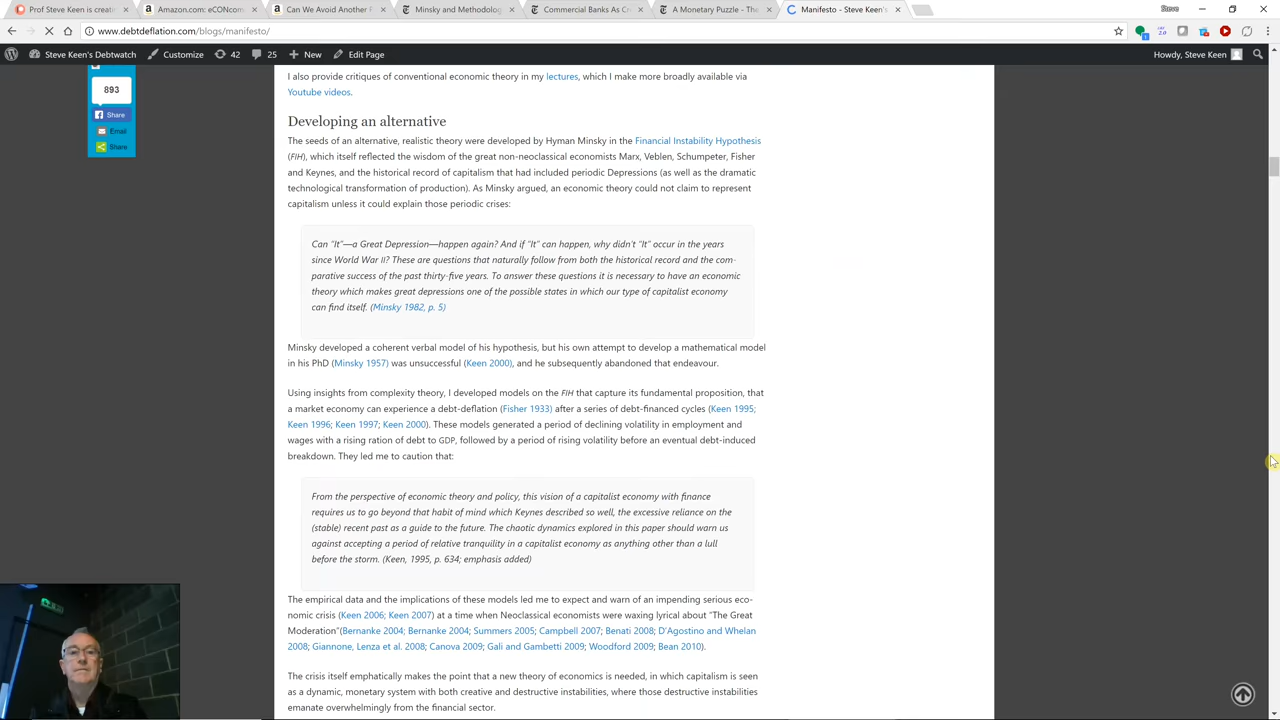 Prof Steve Keen is creati
Amazon.com: eCONcom
Can We Avoid Another F
Minsky and Methodolog
Commercial Banks As Cr
A Monetary Puzzle - The
Manifesto - Steve Keen's
Steve
www.debtdeflation.com/blogs/manifesto/
Steve Keen's Debtwatch
Customize
42
25
New
Edit Page
Howdy, Steve Keen
893
Share
Email
Share
I also provide critiques of conventional economic theory in my lectures, which I make more broadly available via
Youtube videos.
Developing an alternative
The seeds of an alternative, realistic theory were developed by Hyman Minsky in the Financial Instability Hypothesis
(FIH), which itself reflected the wisdom of the great non-neoclassical economists Marx, Veblen, Schumpeter, Fisher
and Keynes, and the historical record of capitalism that had included periodic Depressions (as well as the dramatic
technological transformation of production). As Minsky argued, an economic theory could not claim to represent
capitalism unless it could explain those periodic crises:
Can "It"—a Great Depression—happen again? And if "It" can happen, why didn't "It" occur in the years
since World War II? These are questions that naturally follow from both the historical record and the com-
parative success of the past thirty-five years. To answer these questions it is necessary to have an economic
theory which makes great depressions one of the possible states in which our type of capitalist economy
can find itself. (Minsky 1982, p. 5)
Minsky developed a coherent verbal model of his hypothesis, but his own attempt to develop a mathematical model
in his PhD (Minsky 1957) was unsuccessful (Keen 2000), and he subsequently abandoned that endeavour.
Using insights from complexity theory, I developed models on the FIH that capture its fundamental proposition, that
a market economy can experience a debt-deflation (Fisher 1933) after a series of debt-financed cycles (Keen 1995;
Keen 1996; Keen 1997; Keen 2000). These models generated a period of declining volatility in employment and
wages with a rising ration of debt to GDP, followed by a period of rising volatility before an eventual debt-induced
breakdown. They led me to caution that:
From the perspective of economic theory and policy, this vision of a capitalist economy with finance
requires us to go beyond that habit of mind which Keynes described so well, the excessive reliance on the
(stable) recent past as a guide to the future. The chaotic dynamics explored in this paper should warn us
against accepting a period of relative tranquility in a capitalist economy as anything other than a lull
before the storm. (Keen, 1995, p. 634; emphasis added)
The empirical data and the implications of these models led me to expect and warn of an impending serious eco-
nomic crisis (Keen 2006; Keen 2007) at a time when Neoclassical economists were waxing lyrical about "The Great
Moderation"(Bernanke 2004; Bernanke 2004; Summers 2005; Campbell 2007; Benati 2008; D'Agostino and Whelan
2008; Giannone, Lenza et al. 2008; Canova 2009; Gali and Gambetti 2009; Woodford 2009; Bean 2010).
The crisis itself emphatically makes the point that a new theory of economics is needed, in which capitalism is seen
as a dynamic, monetary system with both creative and destructive instabilities, where those destructive instabilities
emanate overwhelmingly from the financial sector.